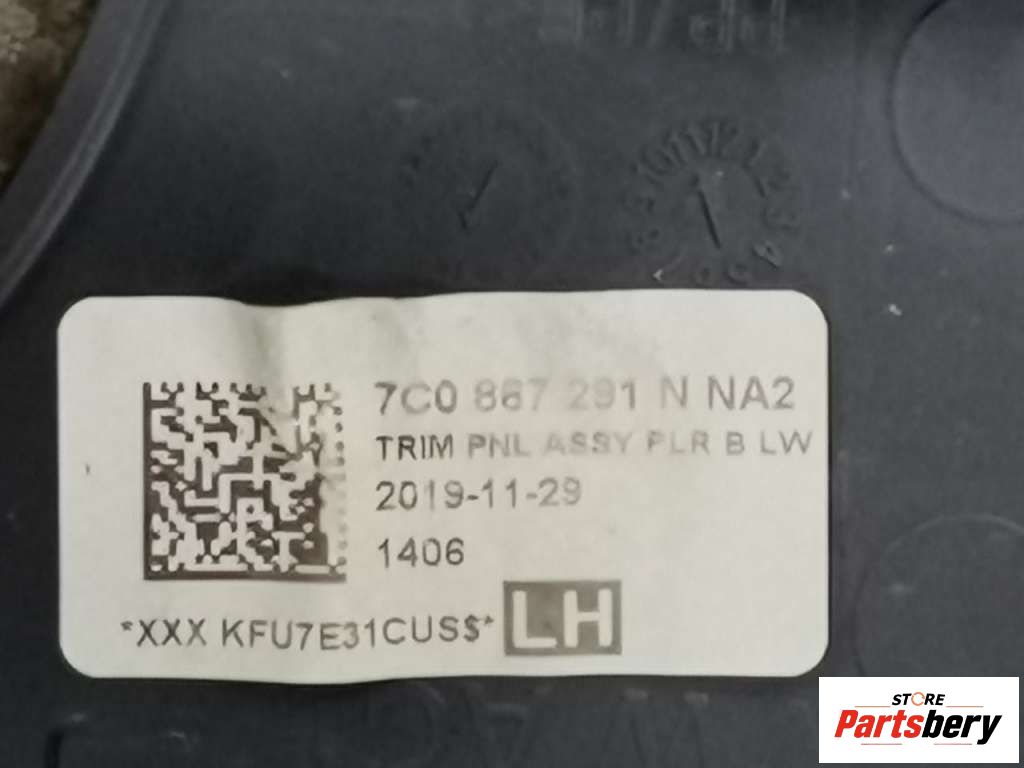 7C0 867 291 N NA2
TRIM PNL ASSY PLR B LW
2019-11-29
1406
*XXX KFU7E31CUS$*
LH
STORE
Partsbery